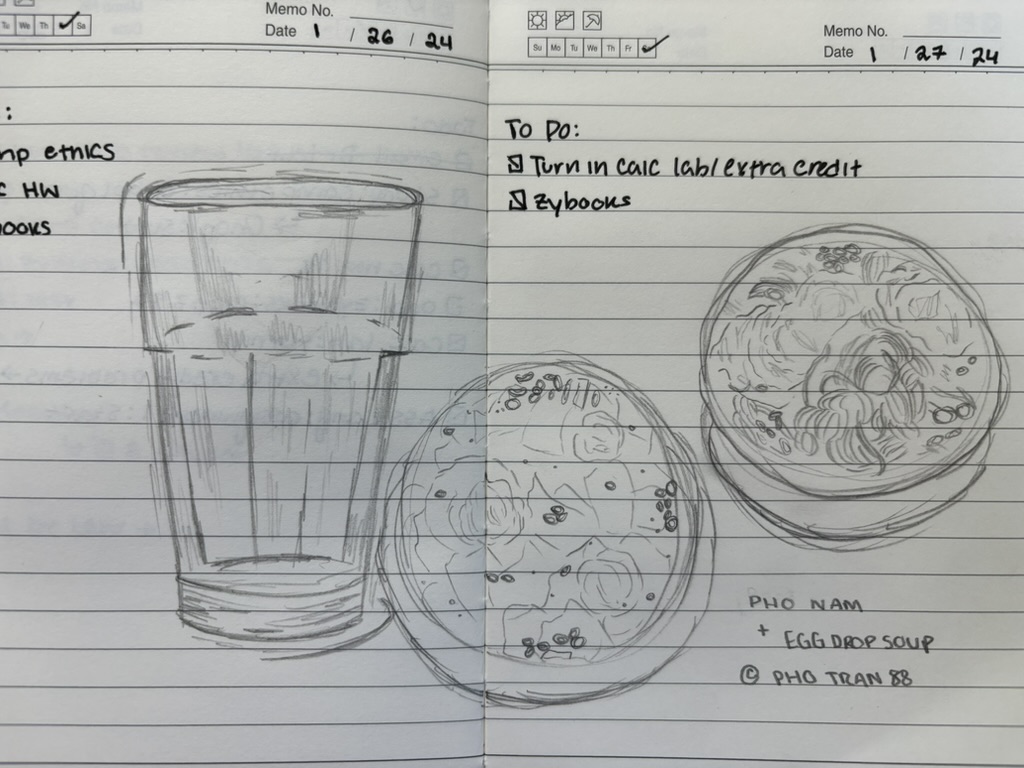 Tu We Th Sa
Memo No.
Date 1 / 26 / 24
:
mp ethics
c HW
ooks
Su Mo Tu We Th Fr
Memo No.
Date 1 / 27 / 24
To Do:
Turn in Calc lab/extra credit
Zybooks
PHO NAM
+ EGG DROP SOUP
© PHO TRAN 88